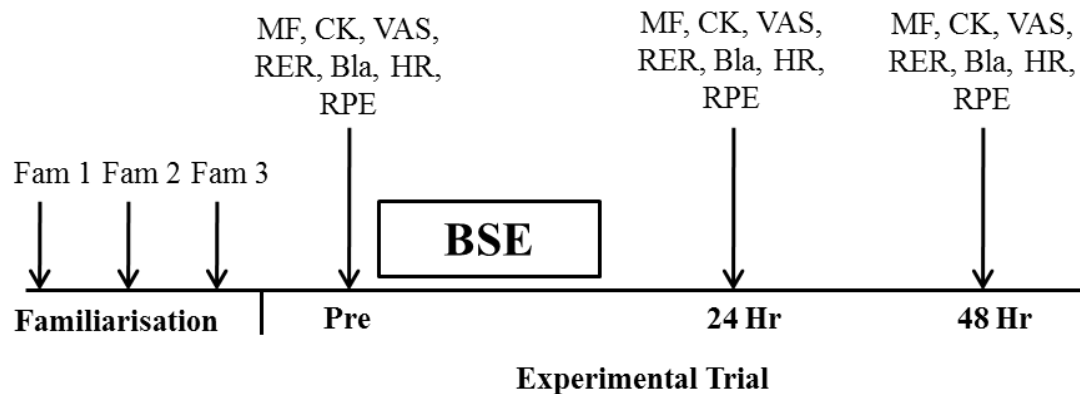 MF, CK, VAS,
RER, Bla, HR,
RPE
MF, CK, VAS,
RER, Bla, HR,
RPE
MF, CK, VAS,
RER, Bla, HR,
RPE
Fam 1 Fam 2 Fam 3
BSE
Familiarisation
Pre
24 Hr
48 Hr
Experimental Trial